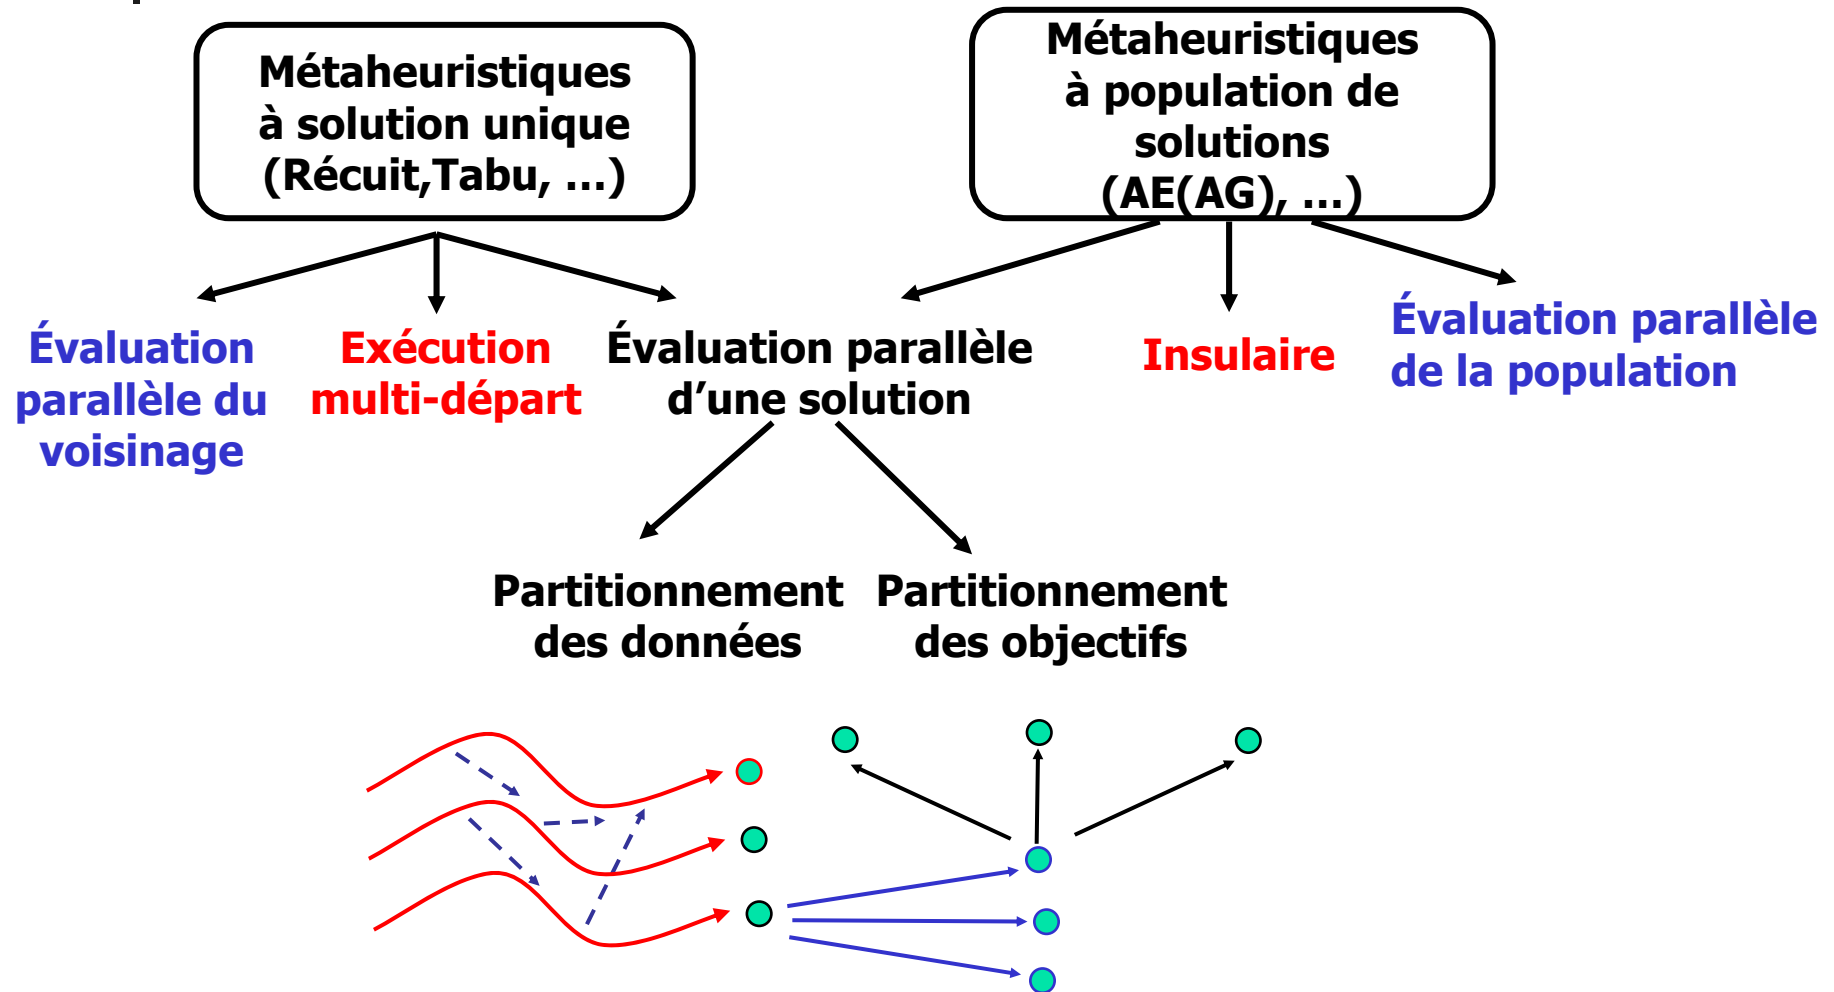 Métaheuristiques
à solution unique
(Récuit,Tabu, ...)
Métaheuristiques
à population de
solutions
(AE(AG), ...)
Évaluation
parallèle du
voisinage
Exécution
multi-départ
Évaluation parallèle
d’une solution
Insulaire
Évaluation parallèle
de la population
Partitionnement
des données
Partitionnement
des objectifs